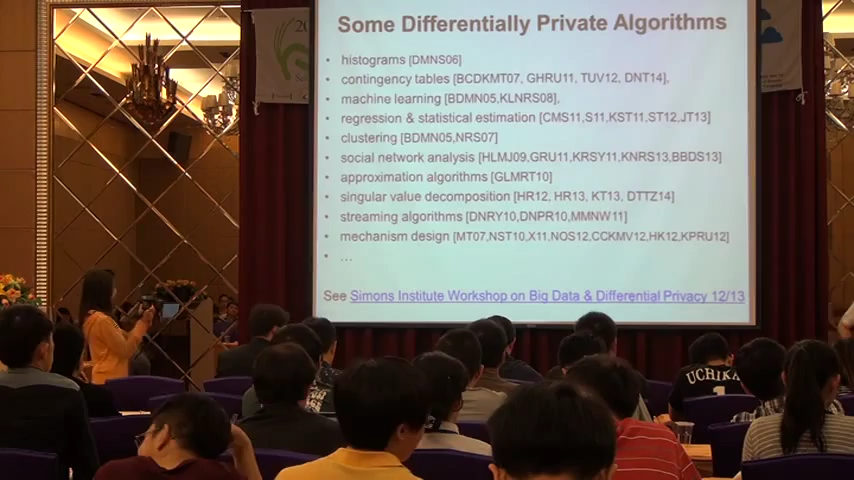 Some Differentially Private Algorithms
• histograms [DMNS06]
• contingency tables [BCDKMT07, GHRU11, TUV12, DNT14],
• machine learning [BDMN05,KLNRS08],
• regression & statistical estimation [CMS11,S11,KST11,ST12,JT13]
• clustering [BDMN05,NRS07]
• social network analysis [HLMJ09,GRU11,KRSY11,KNRS13,BBDS13]
• approximation algorithms [GLMRT10]
• singular value decomposition [HR12, HR13, KT13, DTTZ14]
• streaming algorithms [DNRY10,DNPR10,MMNW11]
• mechanism design [MT07,NST10,X11,NOS12,CCKMV12,HK12,KPRU12]
• …
See Simons Institute Workshop on Big Data & Differential Privacy 12/13
20
UCHIKA
1